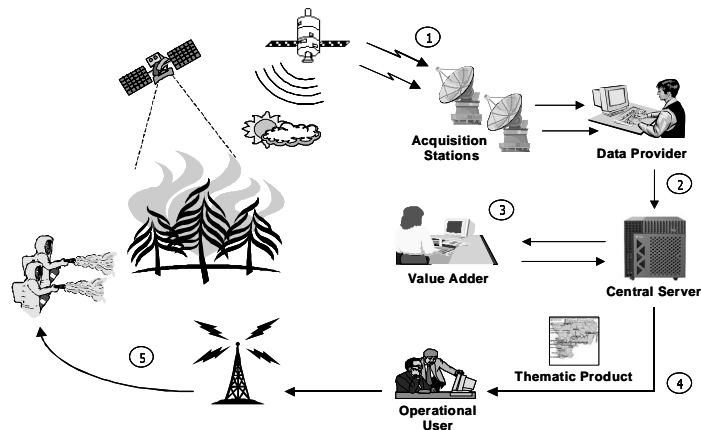 1
Acquisition
Stations
Data Provider
2
3
Value Adder
Central Server
Thematic Product
4
5
Operational
User